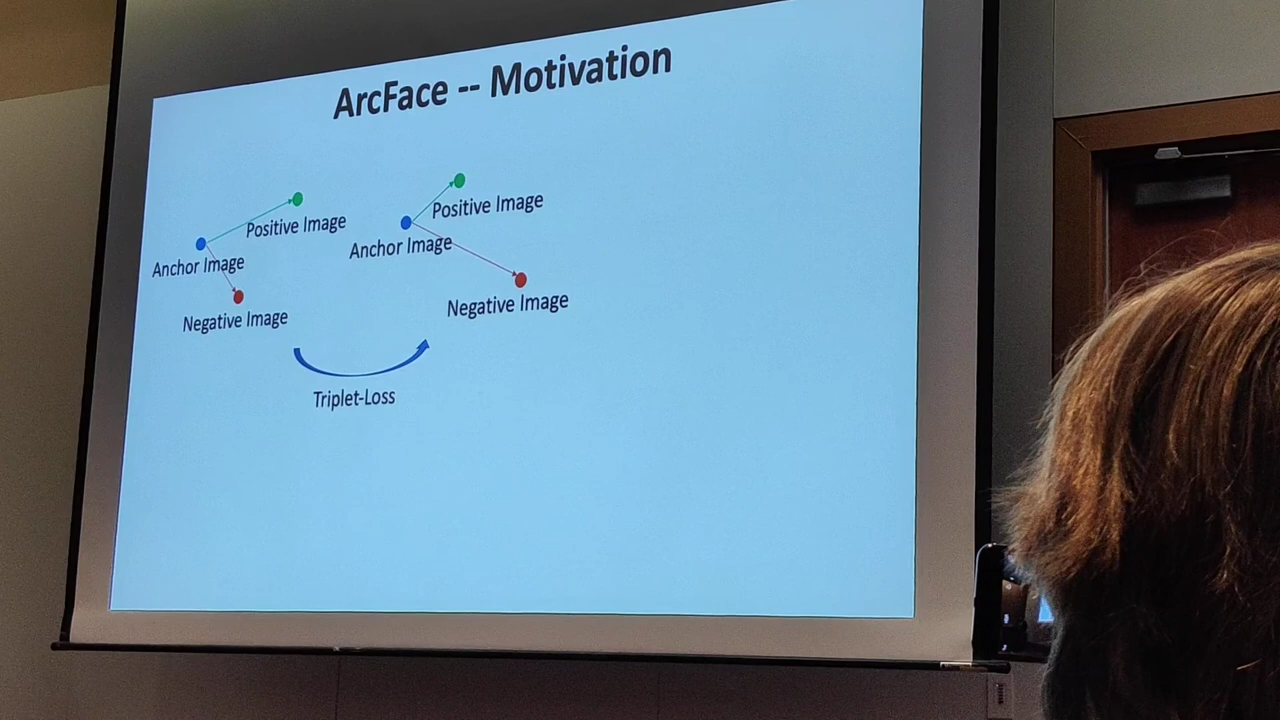 ArcFace -- Motivation
Positive Image
Anchor Image
Negative Image
Positive Image
Anchor Image
Negative Image
Triplet-Loss